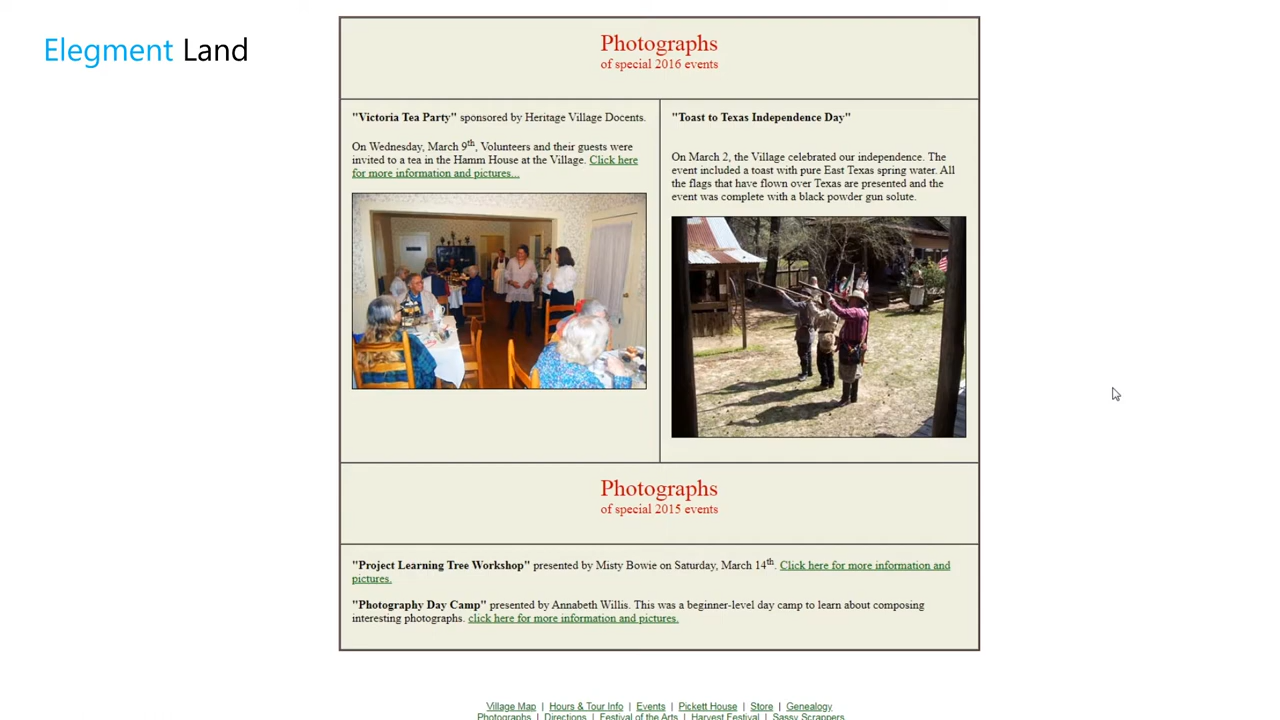 Elegment Land
Photographs
of special 2016 events
"Victoria Tea Party" sponsored by Heritage Village Docents.
On Wednesday, March 9th, Volunteers and their guests were
invited to a tea in the Hamm House at the Village. Click here
for more information and pictures...
"Toast to Texas Independence Day"
On March 2, the Village celebrated our independence. The
event included a toast with pure East Texas spring water. All
the flags that have flown over Texas are presented and the
event was complete with a black powder gun solute.
Photographs
of special 2015 events
"Project Learning Tree Workshop" presented by Misty Bowie on Saturday, March 14th. Click here for more information and
pictures.
"Photography Day Camp" presented by Annabeth Willis. This was a beginner-level day camp to learn about composing
interesting photographs. click here for more information and pictures.
Village Map | Hours & Tour Info | Events | Pickett House | Store | Genealogy
Photographs | Directions | Festival of the Arts | Harvest Festival | Sassy Scrappers